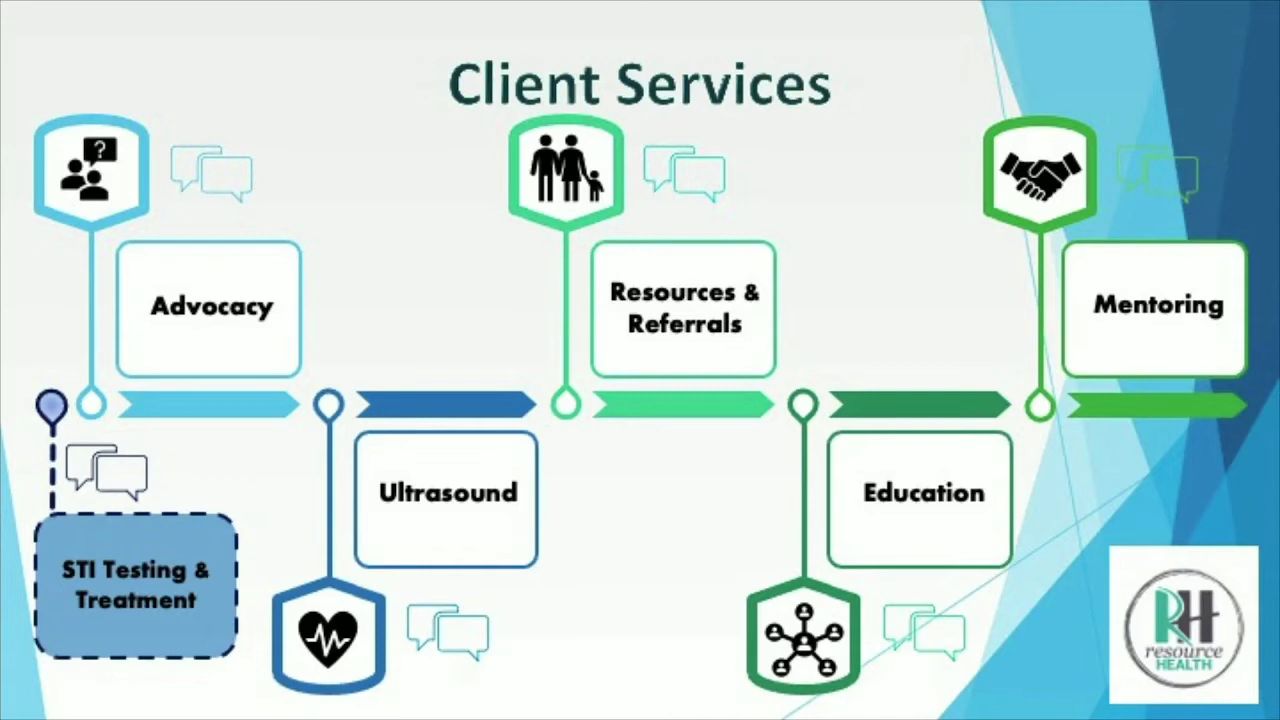 Client Services
?
Advocacy
Resources &
Referrals
Mentoring
Ultrasound
Education
STI Testing &
Treatment
RH
resource
HEALTH